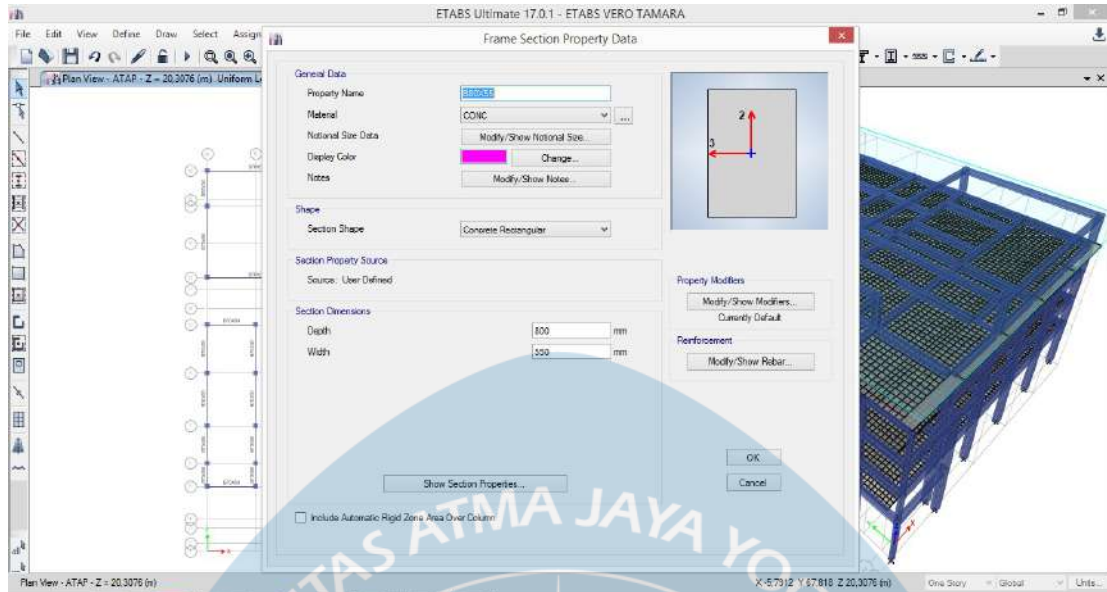 ETABS Ultimate 17.0.1 - ETABS VERO TAMARA
File Edit View Define Draw Select Assign
Plan View - ATAP - Z = 20,3076 (m) Uniform L
Frame Section Property Data
General Data
Property Name
Material CONC ...
Notional Size Data Modify/Show Notional Size...
Display Color Change...
Notes Modify/Show Notes...
2
3
Shape
Section Shape Concrete Rectangular
Section Property Source
Source: User Defined
Property Modifiers
Modify/Show Modifiers...
Currently Default
Section Dimensions
Depth 800 mm
Width 550 mm
Reinforcement
Modify/Show Rebar...
OK
Show Section Properties...
Cancel
Include Automatic Rigid Zone Area Over Column
TAS ATMA JAYA YO
Plan View - ATAP - Z = 20,3076 (m)
X -5,7312 Y 67,818 Z 20,3076 (m)
One Story Global Units...